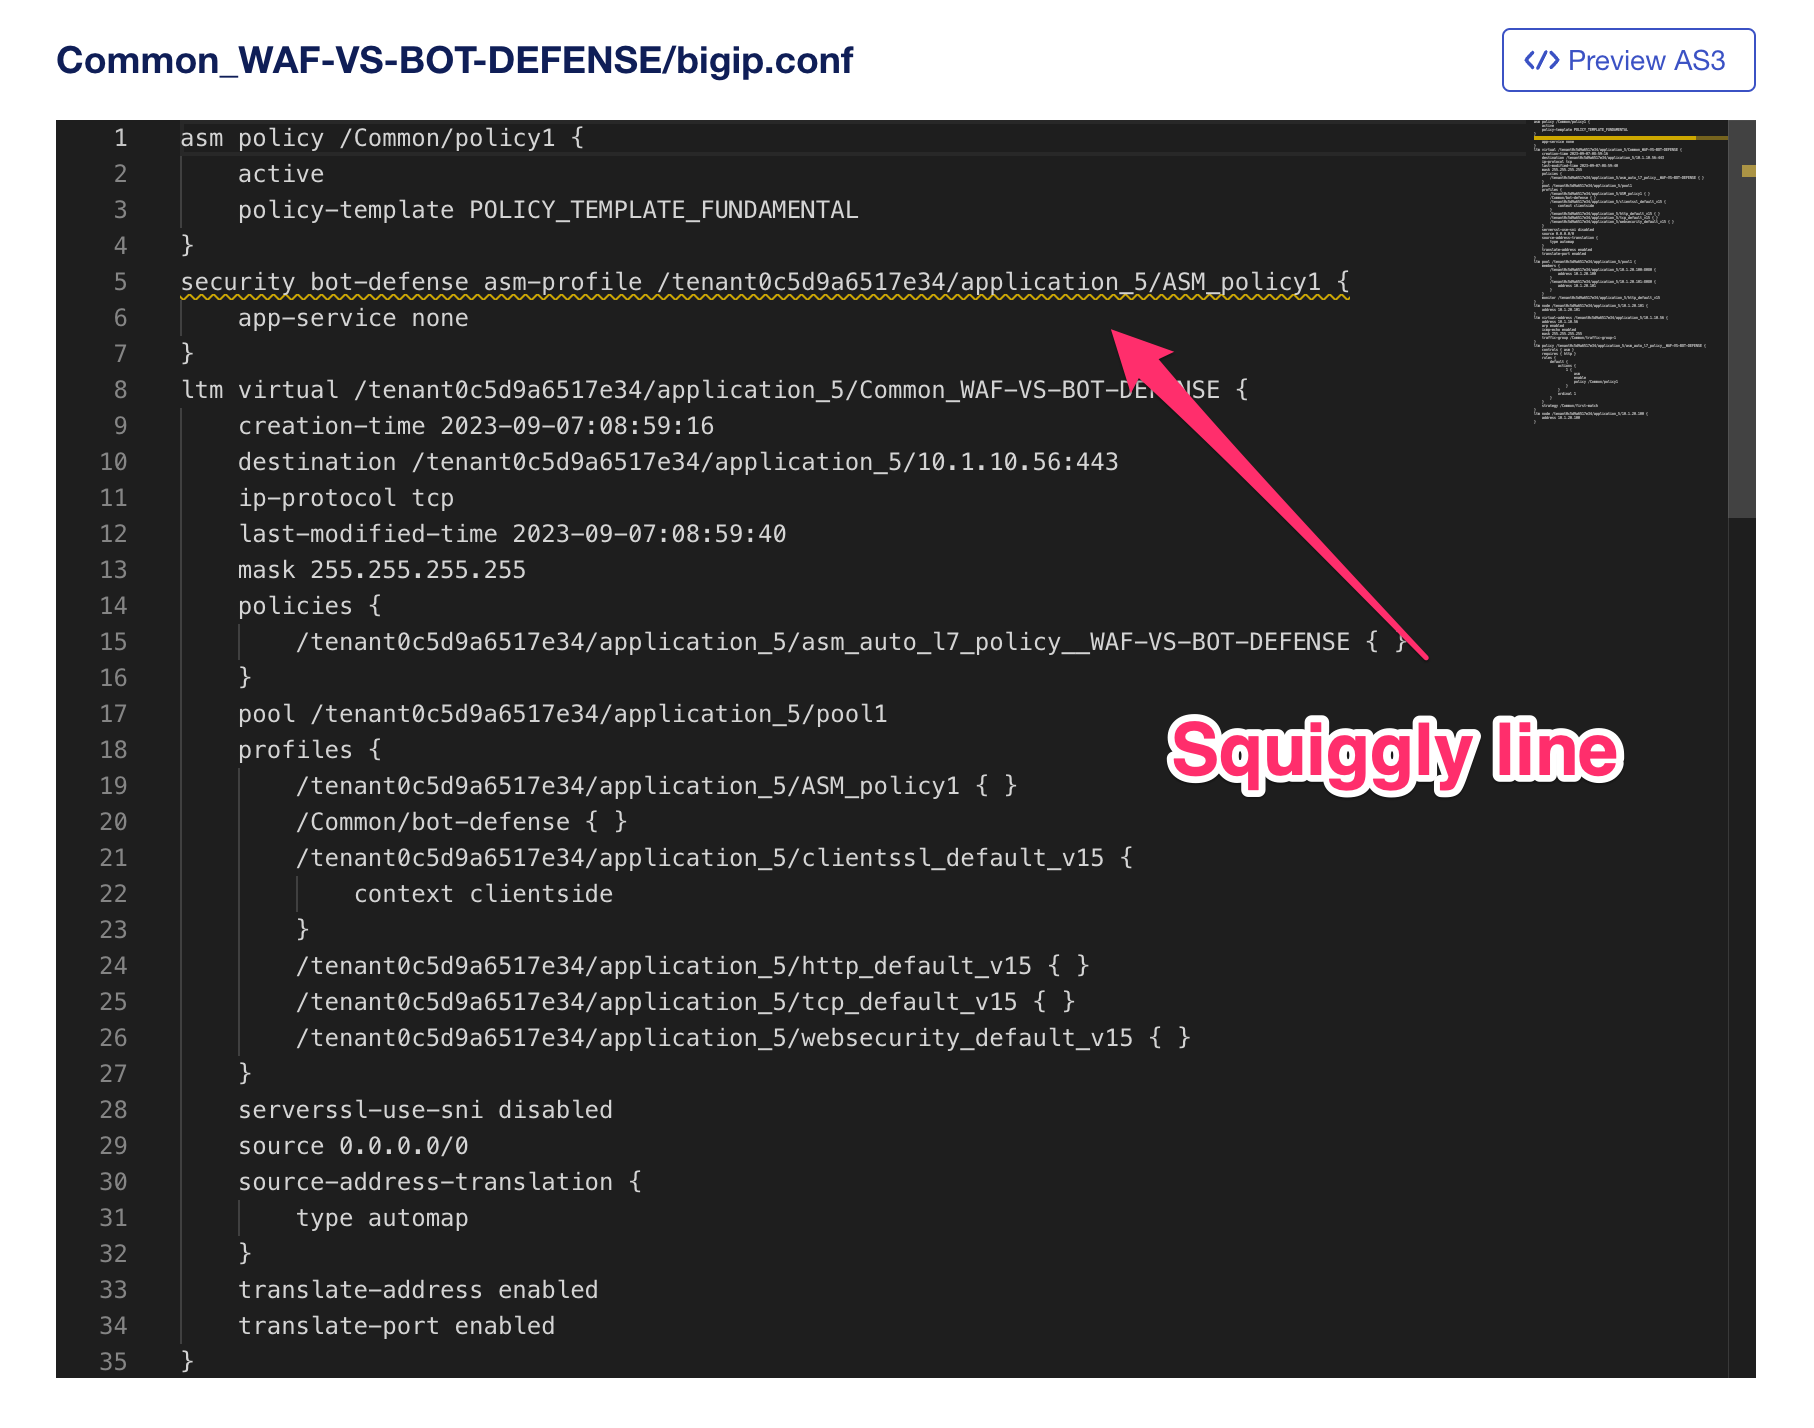 Common_WAF-VS-BOT-DEFENSE/bigip.conf
</> Preview AS3
1 asm policy /Common/policy1 {
2 active
3 policy-template POLICY_TEMPLATE_FUNDAMENTAL
4 }
5 security bot-defense asm-profile /tenant0c5d9a6517e34/application_5/ASM_policy1 {
6 app-service none
7 }
8 ltm virtual /tenant0c5d9a6517e34/application_5/Common_WAF-VS-BOT-DEFENSE {
9 creation-time 2023-09-07:08:59:16
10 destination /tenant0c5d9a6517e34/application_5/10.1.10.56:443
11 ip-protocol tcp
12 last-modified-time 2023-09-07:08:59:40
13 mask 255.255.255.255
14 policies {
15 /tenant0c5d9a6517e34/application_5/asm_auto_l7_policy__WAF-VS-BOT-DEFENSE { }
16 }
17 pool /tenant0c5d9a6517e34/application_5/pool1
18 profiles {
19 /tenant0c5d9a6517e34/application_5/ASM_policy1 { }
20 /Common/bot-defense { }
21 /tenant0c5d9a6517e34/application_5/clientssl_default_v15 {
22 context clientside
23 }
24 /tenant0c5d9a6517e34/application_5/http_default_v15 { }
25 /tenant0c5d9a6517e34/application_5/tcp_default_v15 { }
26 /tenant0c5d9a6517e34/application_5/websecurity_default_v15 { }
27 }
28 serverssl-use-sni disabled
29 source 0.0.0.0/0
30 source-address-translation {
31 type automap
32 }
33 translate-address enabled
34 translate-port enabled
35 }
Squiggly line